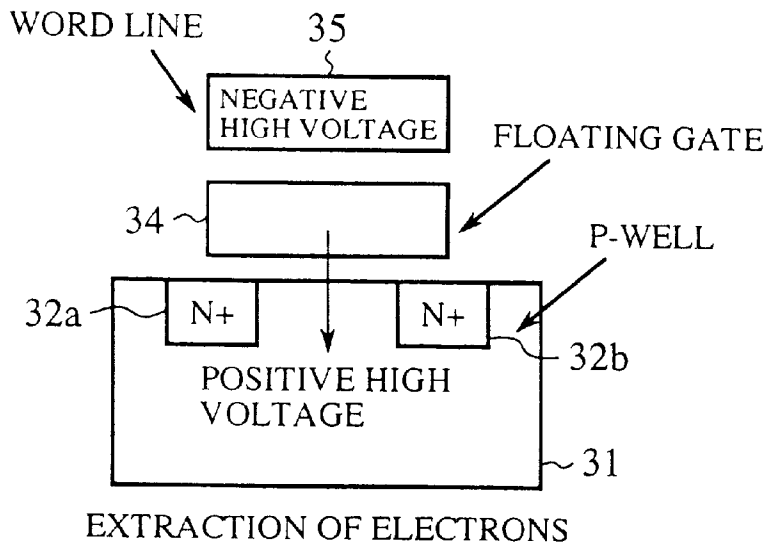 WORD LINE
35
NEGATIVE
HIGH VOLTAGE
FLOATING GATE
34
P-WELL
32a
N+
N+
32b
POSITIVE HIGH
VOLTAGE
31
EXTRACTION OF ELECTRONS